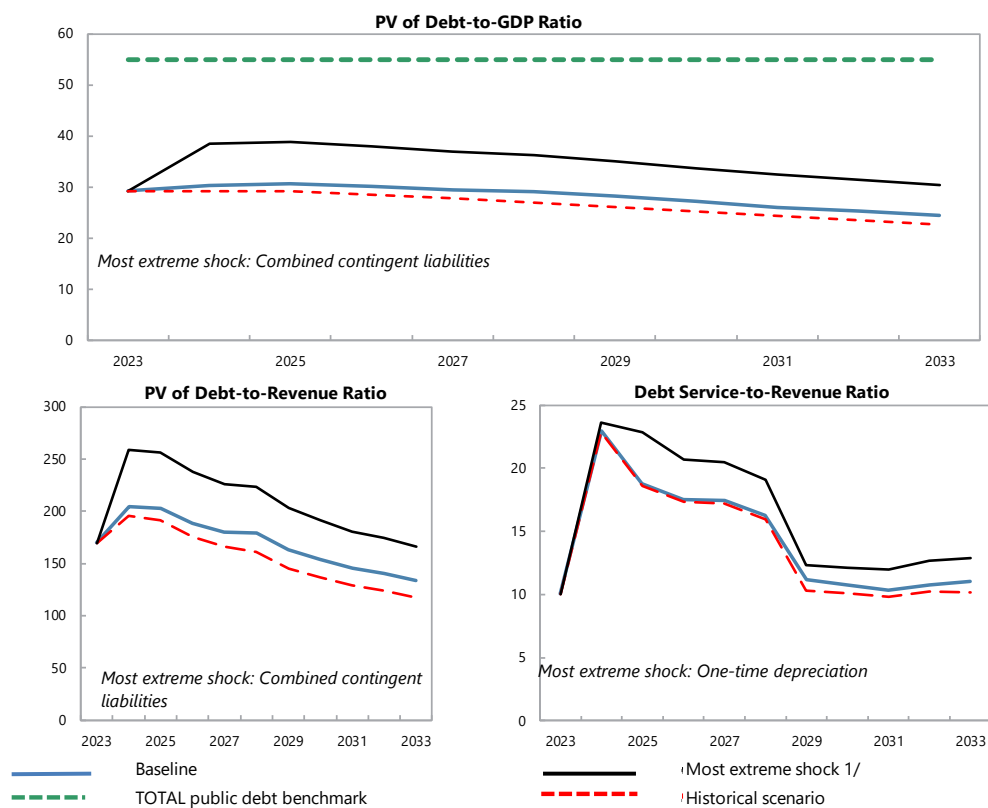 PV of Debt-to-GDP Ratio
60
50
40
30
20
10
0
Most extreme shock: Combined contingent liabilities
2023 2025 2027 2029 2031 2033
PV of Debt-to-Revenue Ratio
300
250
200
150
100
50
0
Most extreme shock: Combined contingent
liabilities
2023 2025 2027 2029 2031 2033
Debt Service-to-Revenue Ratio
25
20
15
10
5
0
Most extreme shock: One-time depreciation
2023 2025 2027 2029 2031 2033
Baseline
Most extreme shock 1/
TOTAL public debt benchmark
Historical scenario